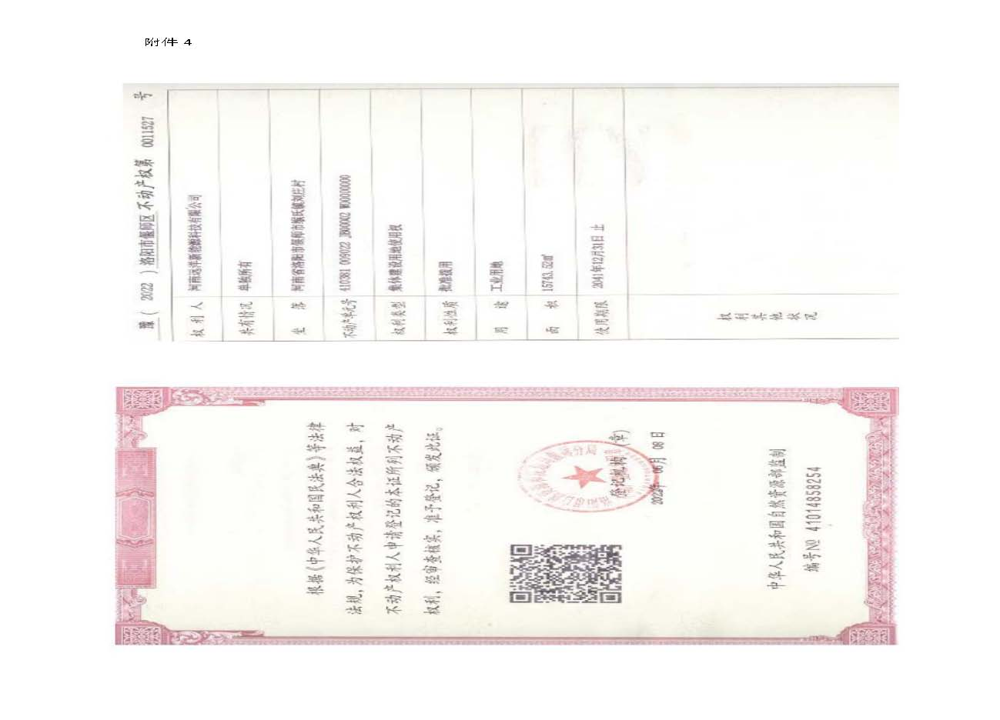 附件 4
豫（ 2022 ）洛阳市偃师区不动产权第 0011527 号
权利人 河南远洋新能源科技有限公司
共有情况 单独所有
坐落 河南省洛阳市偃师市缑氏镇刘庄村
不动产单元号 410381 009022 JB00002 W00000000
权利类型 集体建设用地使用权
权利性质 批准拨用
用途 工业用地
面积 15743.52㎡
使用期限 2041年12月31日 止
权利其他状况
根据《中华人民共和国民法典》等法律
法规，为保护不动产权利人合法权益，对
不动产权利人申请登记的本证所列不动产
权利，经审查核实，准予登记，颁发此证。
登记机构（章）
2022年 06月 08日
中华人民共和国自然资源部监制
编号№ 41014858254